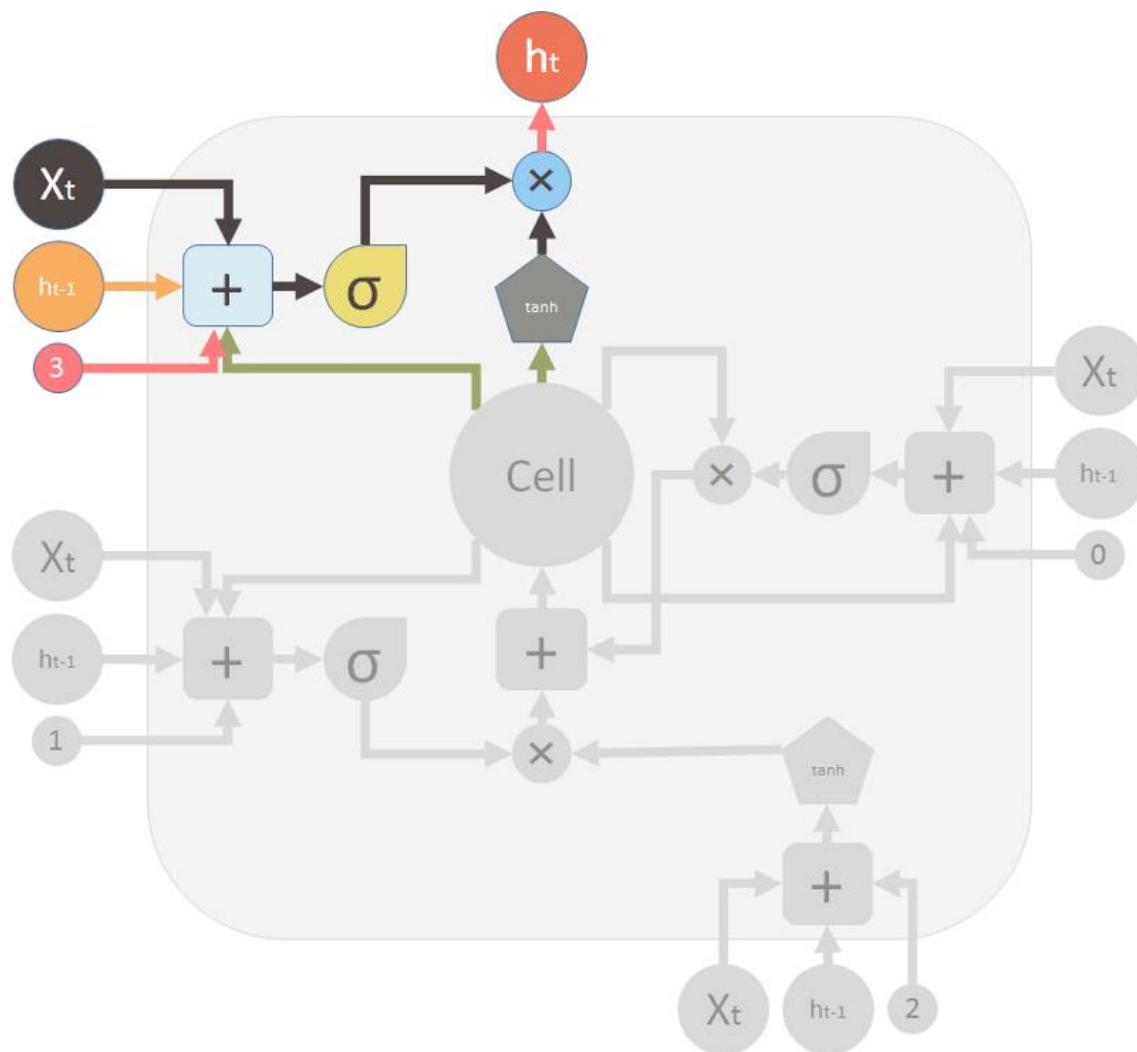 ht
×
Xt
ht-1
+
σ
tanh
3
Xt
Cell
×
σ
+
ht-1
0
Xt
ht-1
+
σ
+
1
×
tanh
+
Xt
ht-1
2